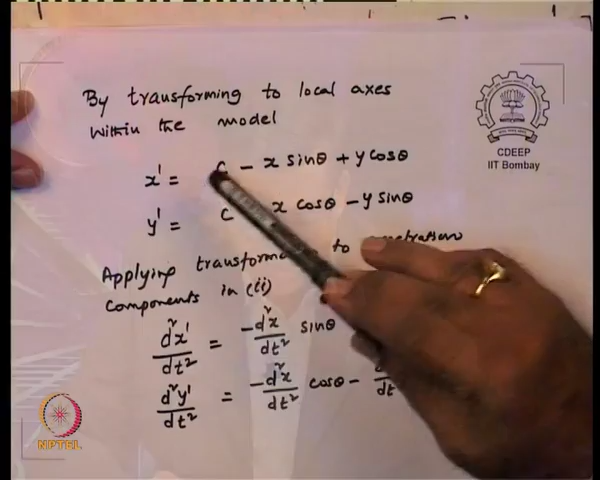 By transforming to local axes
Within the model
x' = c - x sinθ + y cosθ
y' = c x cosθ - y sinθ
Applying to
components in (ii)
d²x'/dt² = -d²x/dt² sinθ
d²y'/dt² = -d²x/dt² cosθ -
CDEEP
IIT Bombay
NPTEL